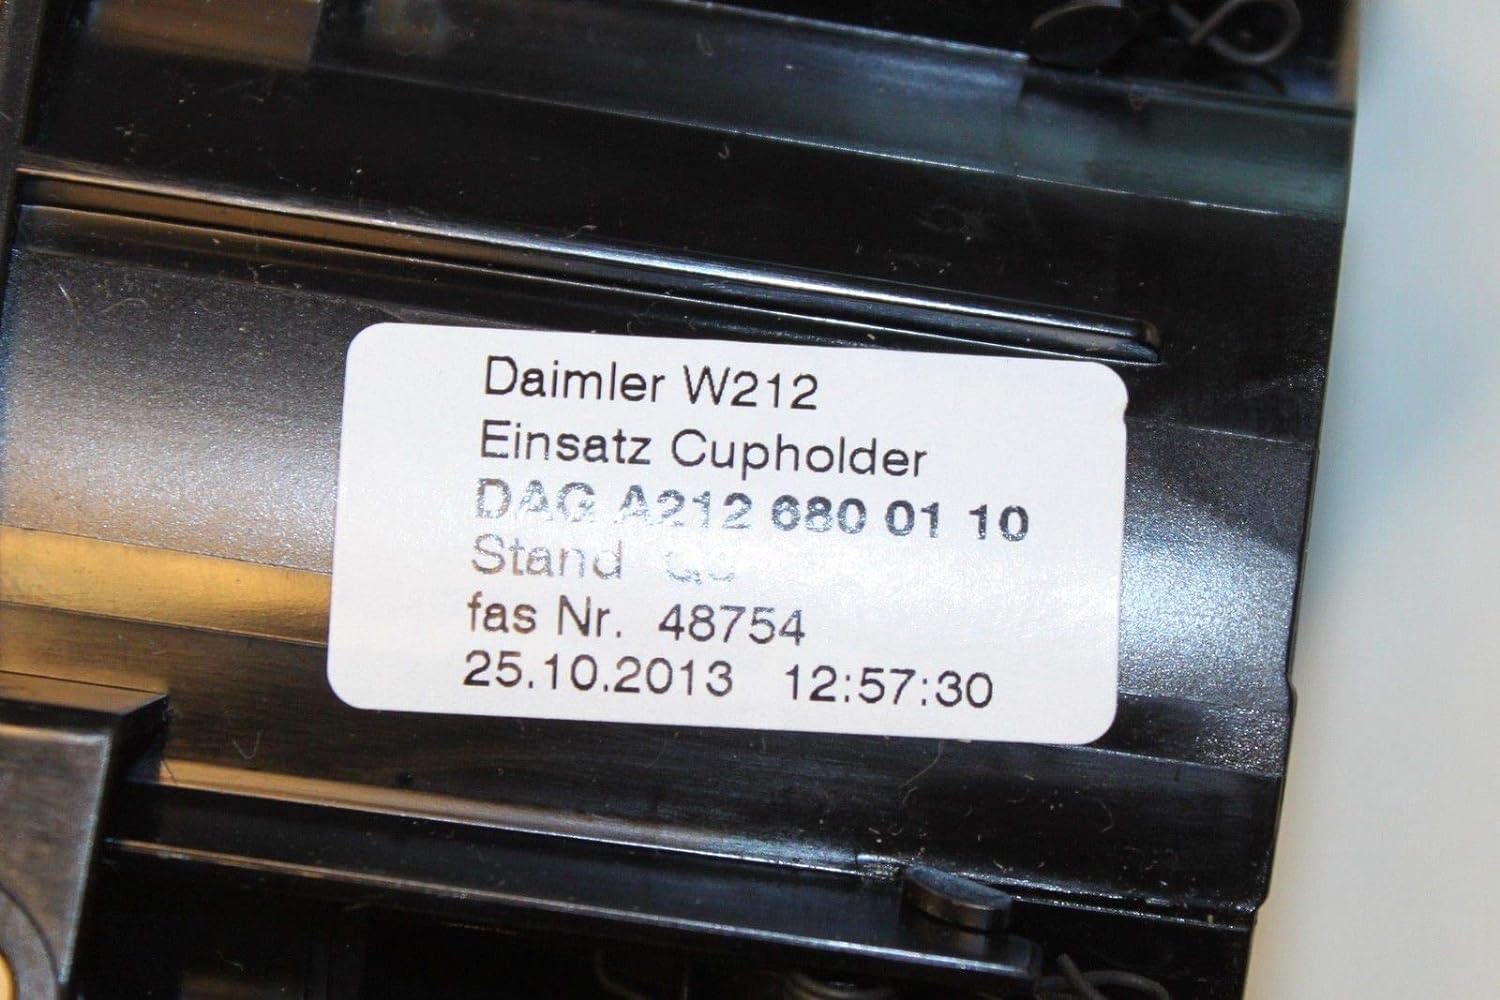 Daimler W212
Einsatz Cupholder
DAG A212 680 01 10
Stand
fas Nr. 48754
25.10.2013 12:57:30